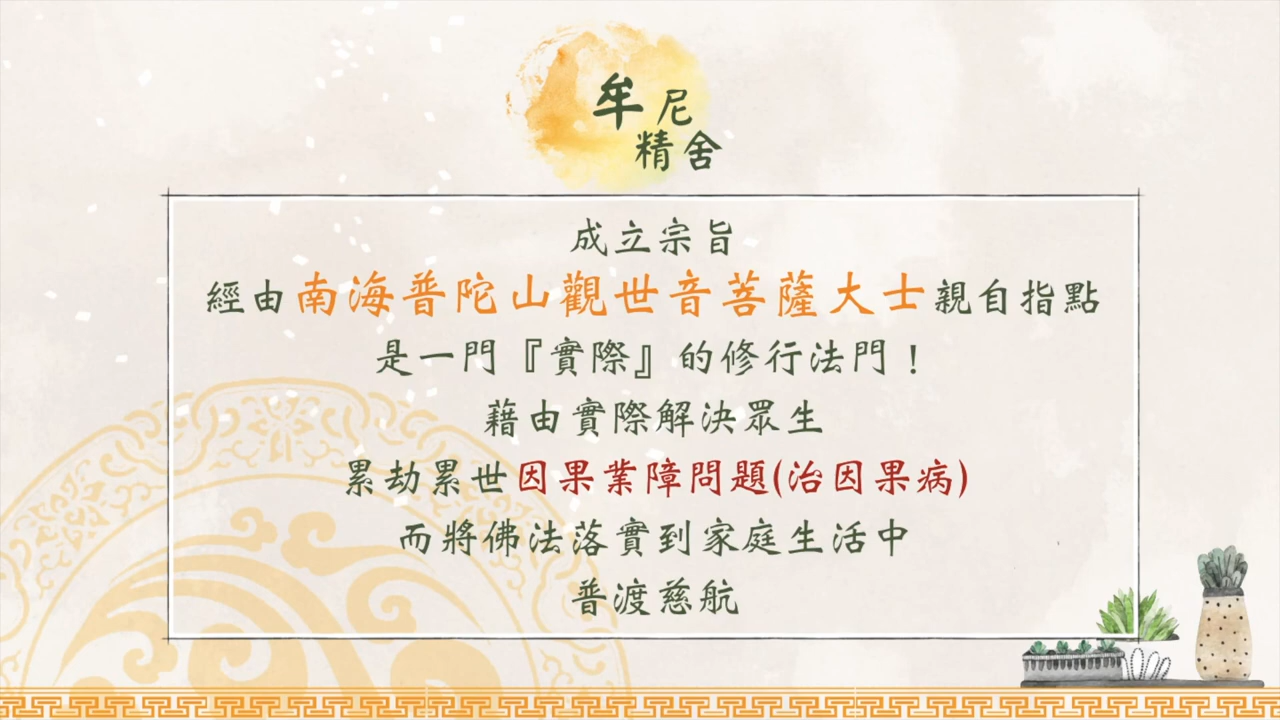 牟尼
精舍
成立宗旨
經由南海普陀山觀世音菩薩大士親自指點
是一門『實際』的修行法門！
藉由實際解決眾生
累劫累世因果業障問題(治因果病)
而將佛法落實到家庭生活中
普渡慈航